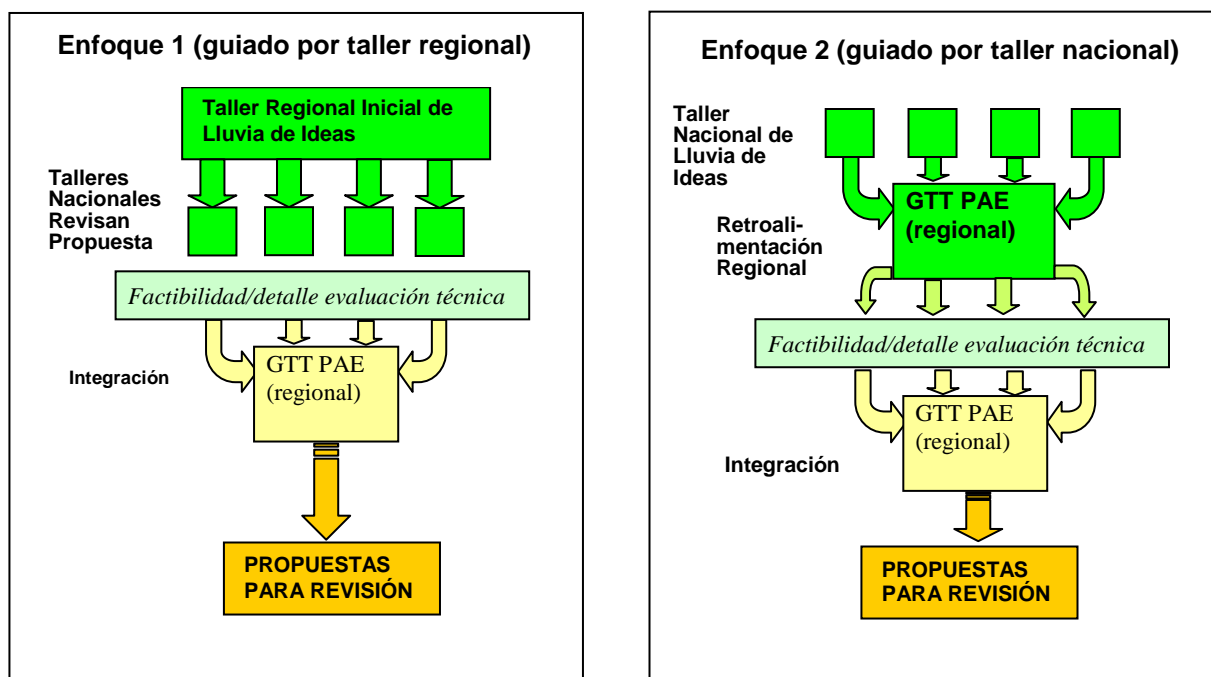 Enfoque 1 (guiado por taller regional)
Taller Regional Inicial de
Lluvia de Ideas
Talleres
Nacionales
Revisan
Propuesta
Factibilidad/detalle evaluación técnica
GTT PAE
(regional)
Integración
PROPUESTAS
PARA REVISIÓN
Enfoque 2 (guiado por taller nacional)
Taller
Nacional de
Lluvia de
Ideas
GTT PAE
(regional)
Retroali-
mentación
Regional
Factibilidad/detalle evaluación técnica
GTT PAE
(regional)
Integración
PROPUESTAS
PARA REVISIÓN